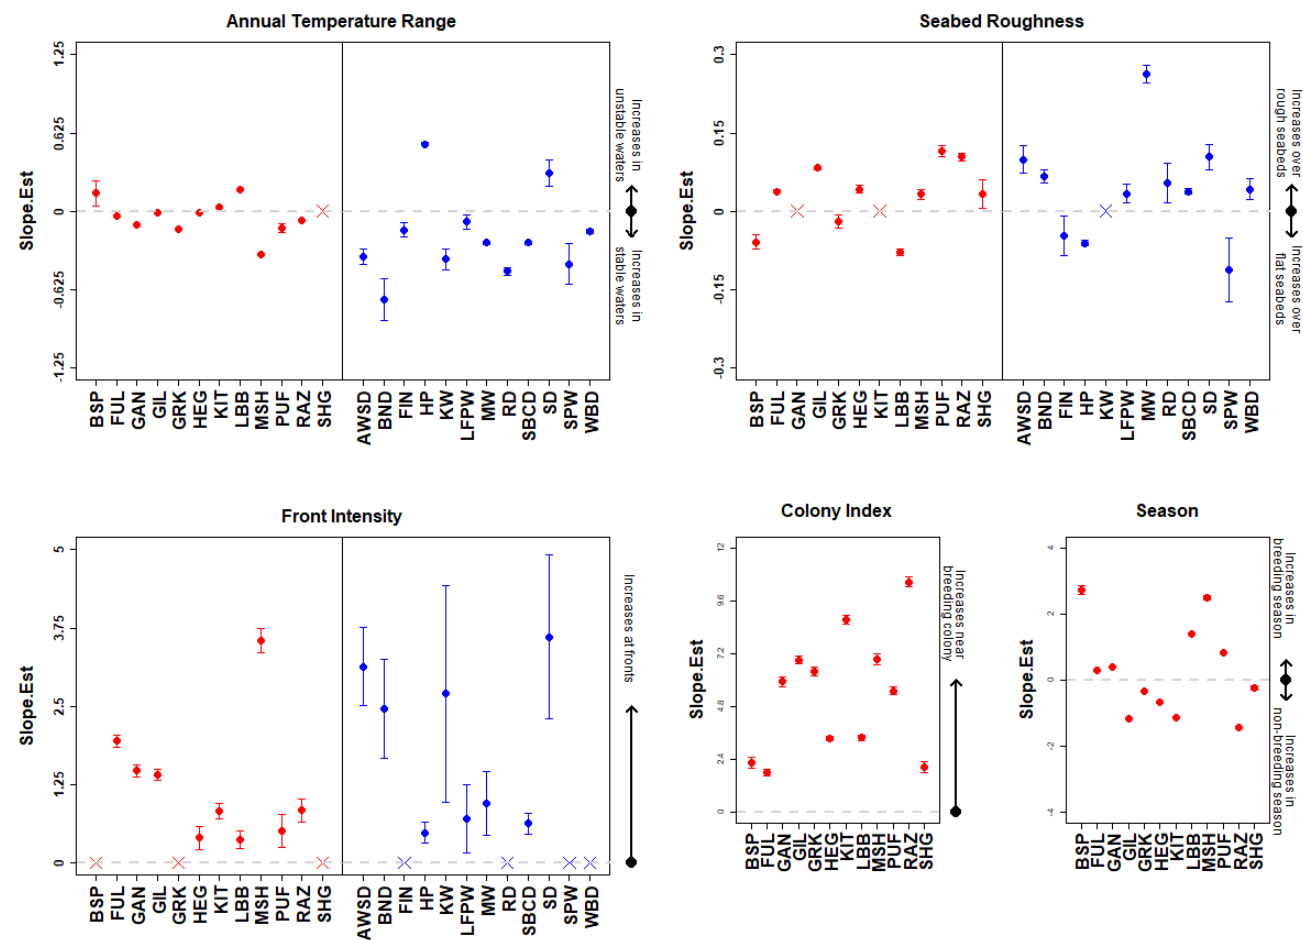 Annual Temperature Range
Slope.Est
1.25
0.625
0
-0.625
-1.25
BSP FUL GAN GIL GRK HEG KIT LBB MSH PUF RAZ SHG AWSD BND FIN HP KW LFPW MW RD SBCD SD SPW WBD
Increases in
unstable waters
Increases in
stable waters
Seabed Roughness
Slope.Est
0.3
0.15
0
-0.15
-0.3
BSP FUL GAN GIL GRK HEG KIT LBB MSH PUF RAZ SHG AWSD BND FIN HP KW LFPW MW RD SBCD SD SPW WBD
Increases over
rough seabeds
Increases over
flat seabeds
Front Intensity
Slope.Est
5
3.75
2.5
1.25
0
BSP FUL GAN GIL GRK HEG KIT LBB MSH PUF RAZ SHG AWSD BND FIN HP KW LFPW MW RD SBCD SD SPW WBD
Increases at fronts
Colony Index
Slope.Est
12
9.6
7.2
4.8
2.4
0
BSP FUL GAN GIL GRK HEG KIT LBB MSH PUF RAZ SHG
Increases near
breeding colony
Season
Slope.Est
4
2
0
-2
-4
BSP FUL GAN GIL GRK HEG KIT LBB MSH PUF RAZ SHG
Increases in
breeding season
Increases in
non-breeding season